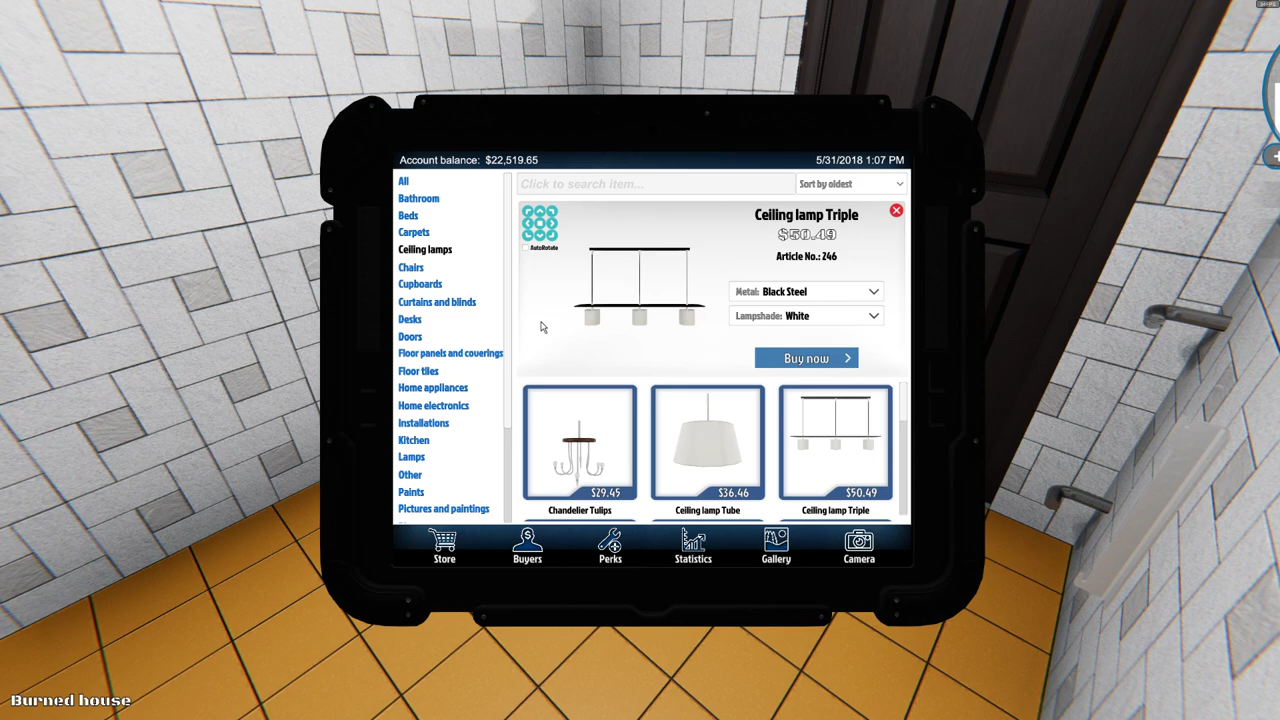 Account balance: $22,519.65
5/31/2018 1:07 PM
All
Bathroom
Beds
Carpets
Ceiling lamps
Chairs
Cupboards
Curtains and blinds
Desks
Doors
Floor panels and coverings
Floor tiles
Home appliances
Home electronics
Installations
Kitchen
Lamps
Other
Paints
Pictures and paintings
Click to search item...
Sort by oldest
AutoRotate
Ceiling lamp Triple
$50.49
Article No.: 246
Metal: Black Steel
Lampshade: White
Buy now
$29.45
$36.46
$50.49
Chandelier Tulips
Ceiling lamp Tube
Ceiling lamp Triple
Store
Buyers
Perks
Statistics
Gallery
Camera
Burned house